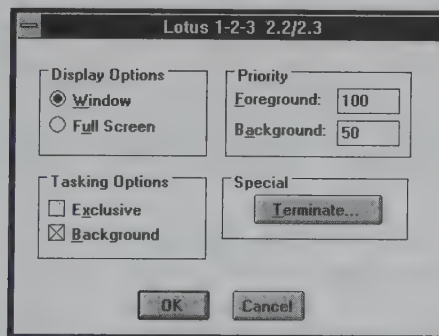 Lotus 1-2-3 2.2/2.3
Display Options
Window
Full Screen
Priority
Foreground: 100
Background: 50
Tasking Options
Exclusive
Background
Special
Terminate...
OK
Cancel